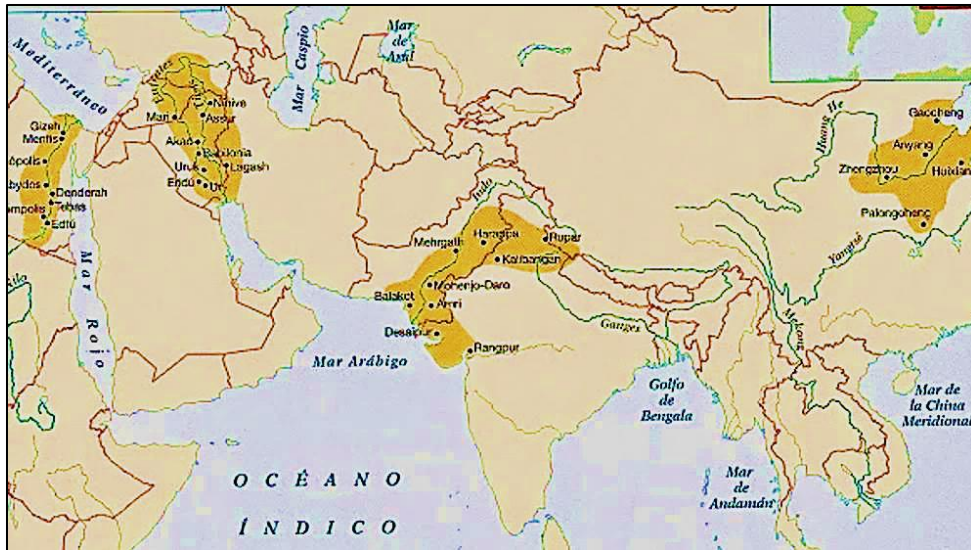 Mediterráneo
Mar Caspio
Mar
de
Aral
Nínive
Mari
Assur
Akad
Babilonia
Uruk
Lagash
Eridú
Ur
Gizeh
Menfis
Denderah
Tebas
Edfú
Mar Rojo
Indo
Harappa
Rupar
Mehrgarh
Kalibangan
Mohenjo-Daro
Balakot
Amri
Desalpur
Rangpur
Ganges
Mar Arábigo
Golfo
de
Bengala
Mar
de
Andamán
OCÉANO
ÍNDICO
Huang He
Gaocheng
Anyang
Zhengzhou
Huixian
Yangtsé
Mekong
Mar de
la China
Meridional